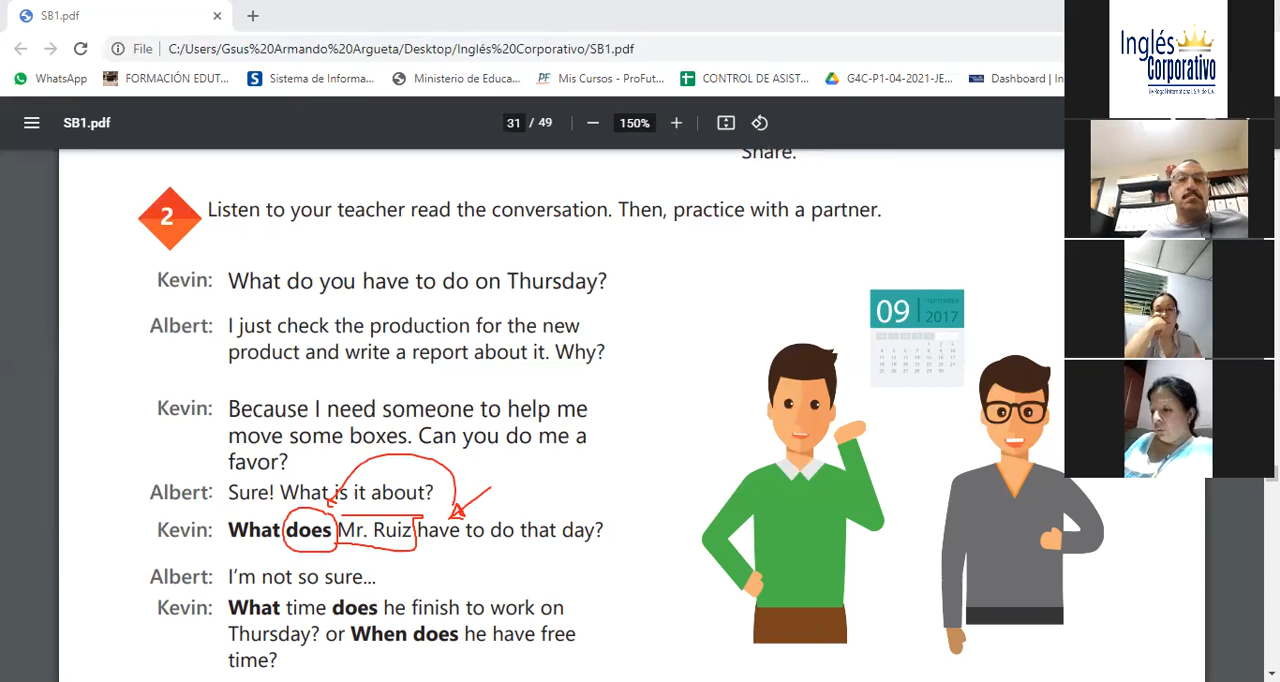 SB1.pdf
File
C:/Users/Gsus%20Armando%20Argueta/Desktop/Inglés%20Corporativo/SB1.pdf
WhatsApp
FORMACIÓN EDUT...
Sistema de Informa...
Ministerio de Educa...
PF Mis Cursos - ProFut...
CONTROL DE ASIST...
G4C-P1-04-2021-JE...
Dashboard | In
SB1.pdf
31 / 49
150%
Share.
2
Listen to your teacher read the conversation. Then, practice with a partner.
Kevin: What do you have to do on Thursday?
Albert: I just check the production for the new
product and write a report about it. Why?
Kevin: Because I need someone to help me
move some boxes. Can you do me a
favor?
Albert: Sure! What is it about?
Kevin: What does Mr. Ruiz have to do that day?
Albert: I'm not so sure...
Kevin: What time does he finish to work on
Thursday? or When does he have free
time?
09
SEPTEMBER
2017
Inglés
Corporativo